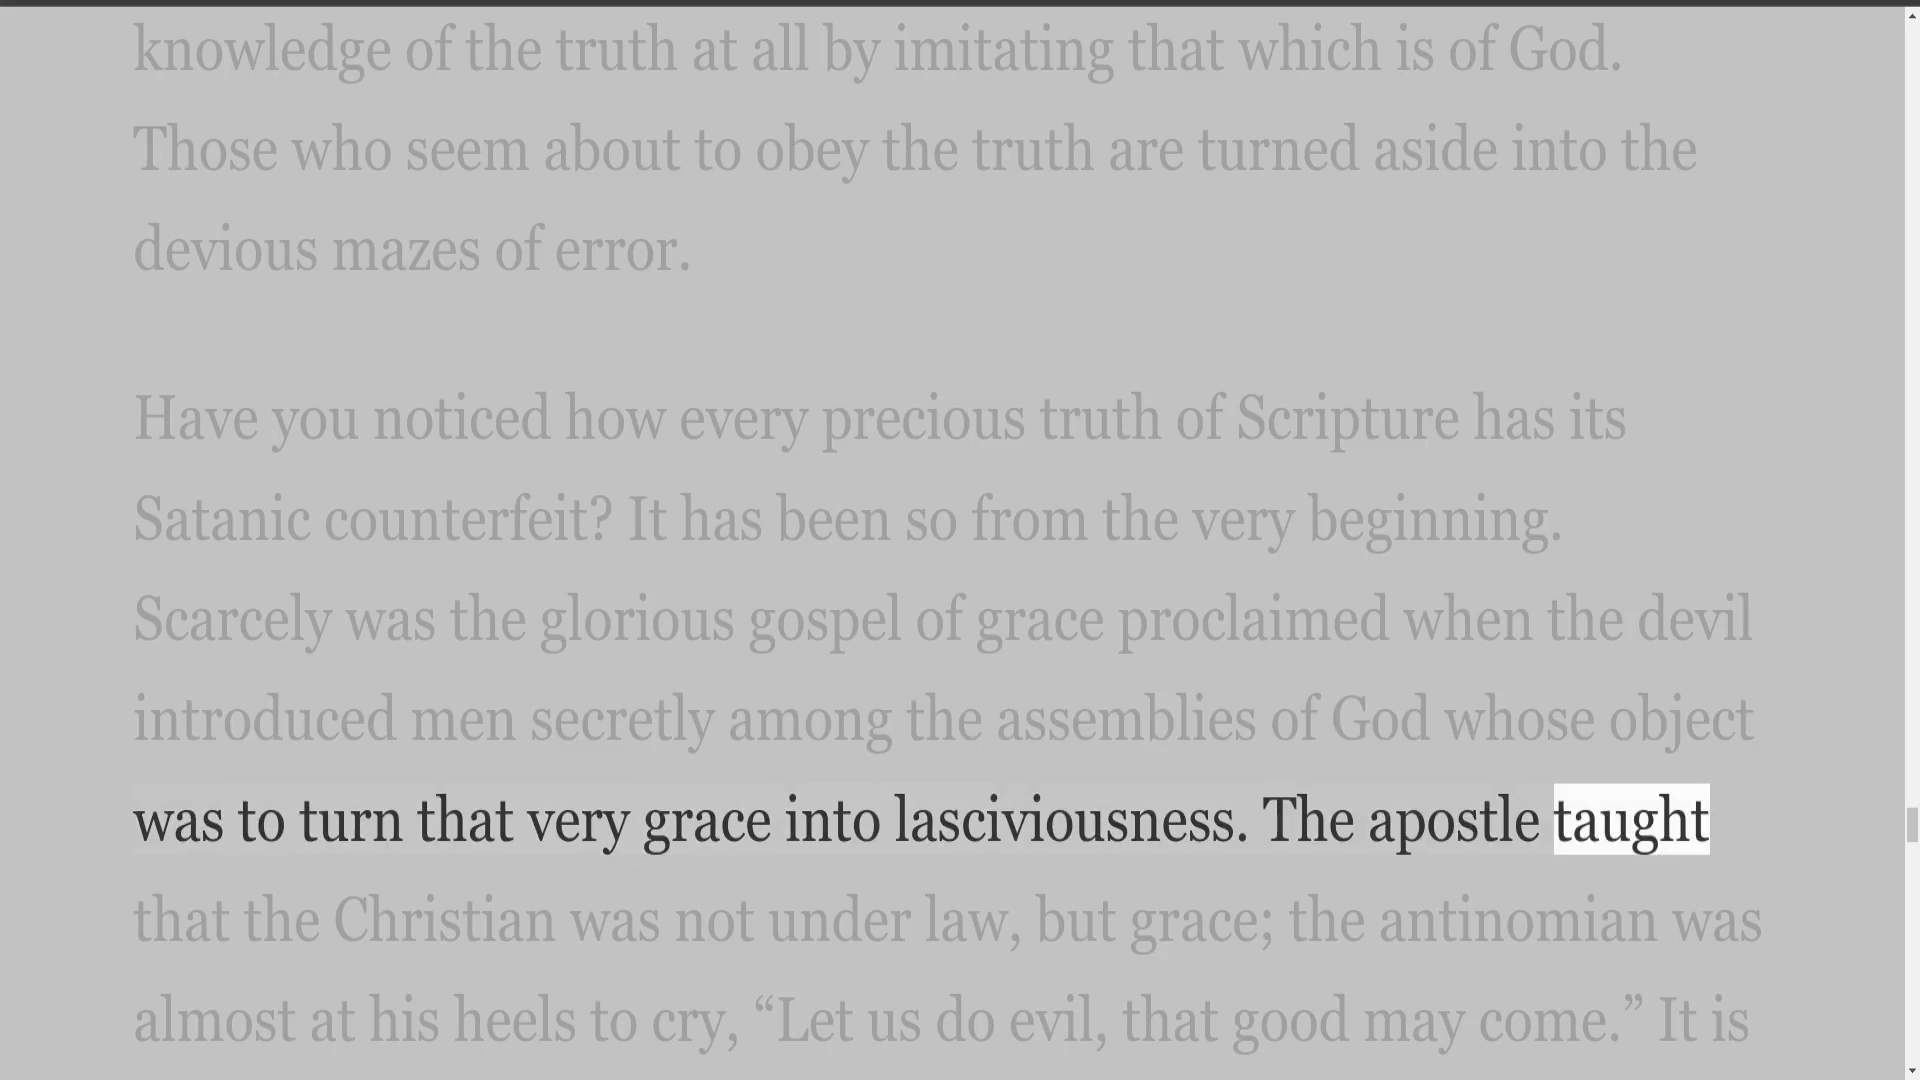 knowledge of the truth at all by imitating that which is of God.
Those who seem about to obey the truth are turned aside into the
devious mazes of error.
Have you noticed how every precious truth of Scripture has its
Satanic counterfeit? It has been so from the very beginning.
Scarcely was the glorious gospel of grace proclaimed when the devil
introduced men secretly among the assemblies of God whose object
was to turn that very grace into lasciviousness. The apostle taught
that the Christian was not under law, but grace; the antinomian was
almost at his heels to cry, “Let us do evil, that good may come.” It is